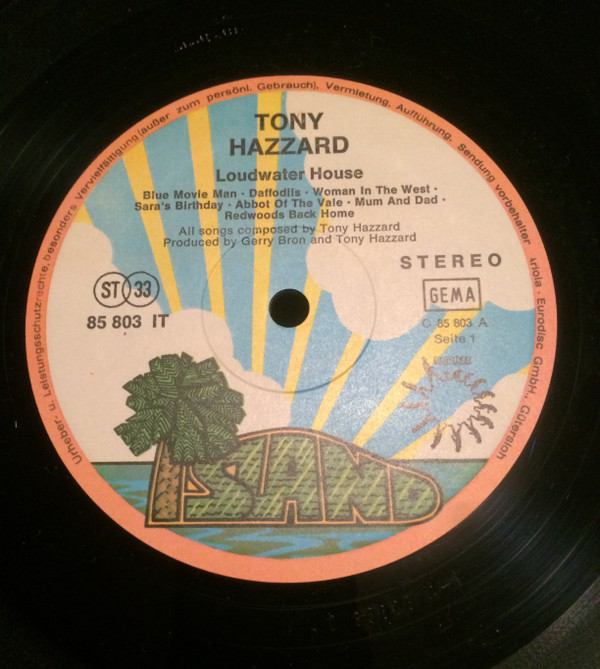 Urheber- u. Leistungsschutzrechte, besonders Vervielfältigung (außer zum persönl. Gebrauch), Vermietung, Aufführung, Sendung vorbehalten
Ariola - Eurodisc GmbH., Gütersloh
TONY
HAZZARD
Loudwater House
Blue Movie Man · Daffodils · Woman In The West ·
Sara's Birthday · Abbot Of The Vale · Mum And Dad ·
Redwoods Back Home
All songs composed by Tony Hazzard
Produced by Gerry Bron and Tony Hazzard
STEREO
ST 33
GEMA
85 803 IT
C 85 803 A
Seite 1
BRONZE
ISLAND